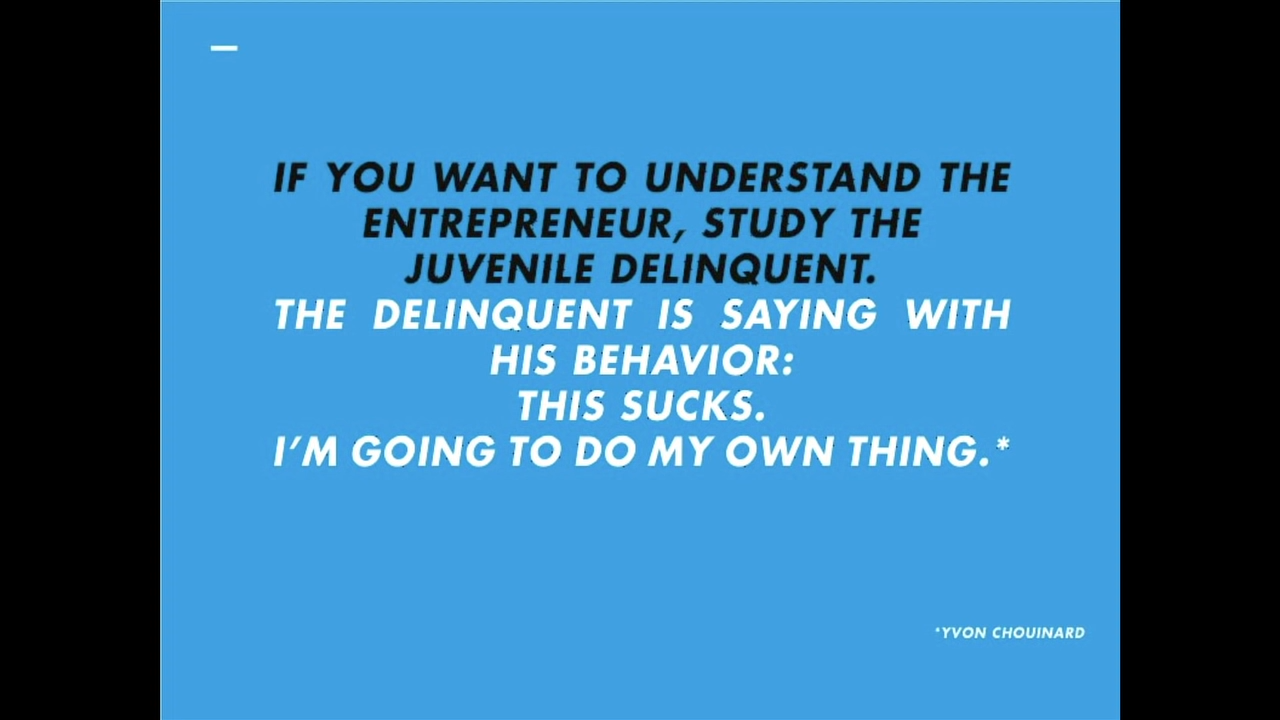 IF YOU WANT TO UNDERSTAND THE
ENTREPRENEUR, STUDY THE
JUVENILE DELINQUENT.
THE DELINQUENT IS SAYING WITH
HIS BEHAVIOR:
THIS SUCKS.
I’M GOING TO DO MY OWN THING.*
*YVON CHOUINARD